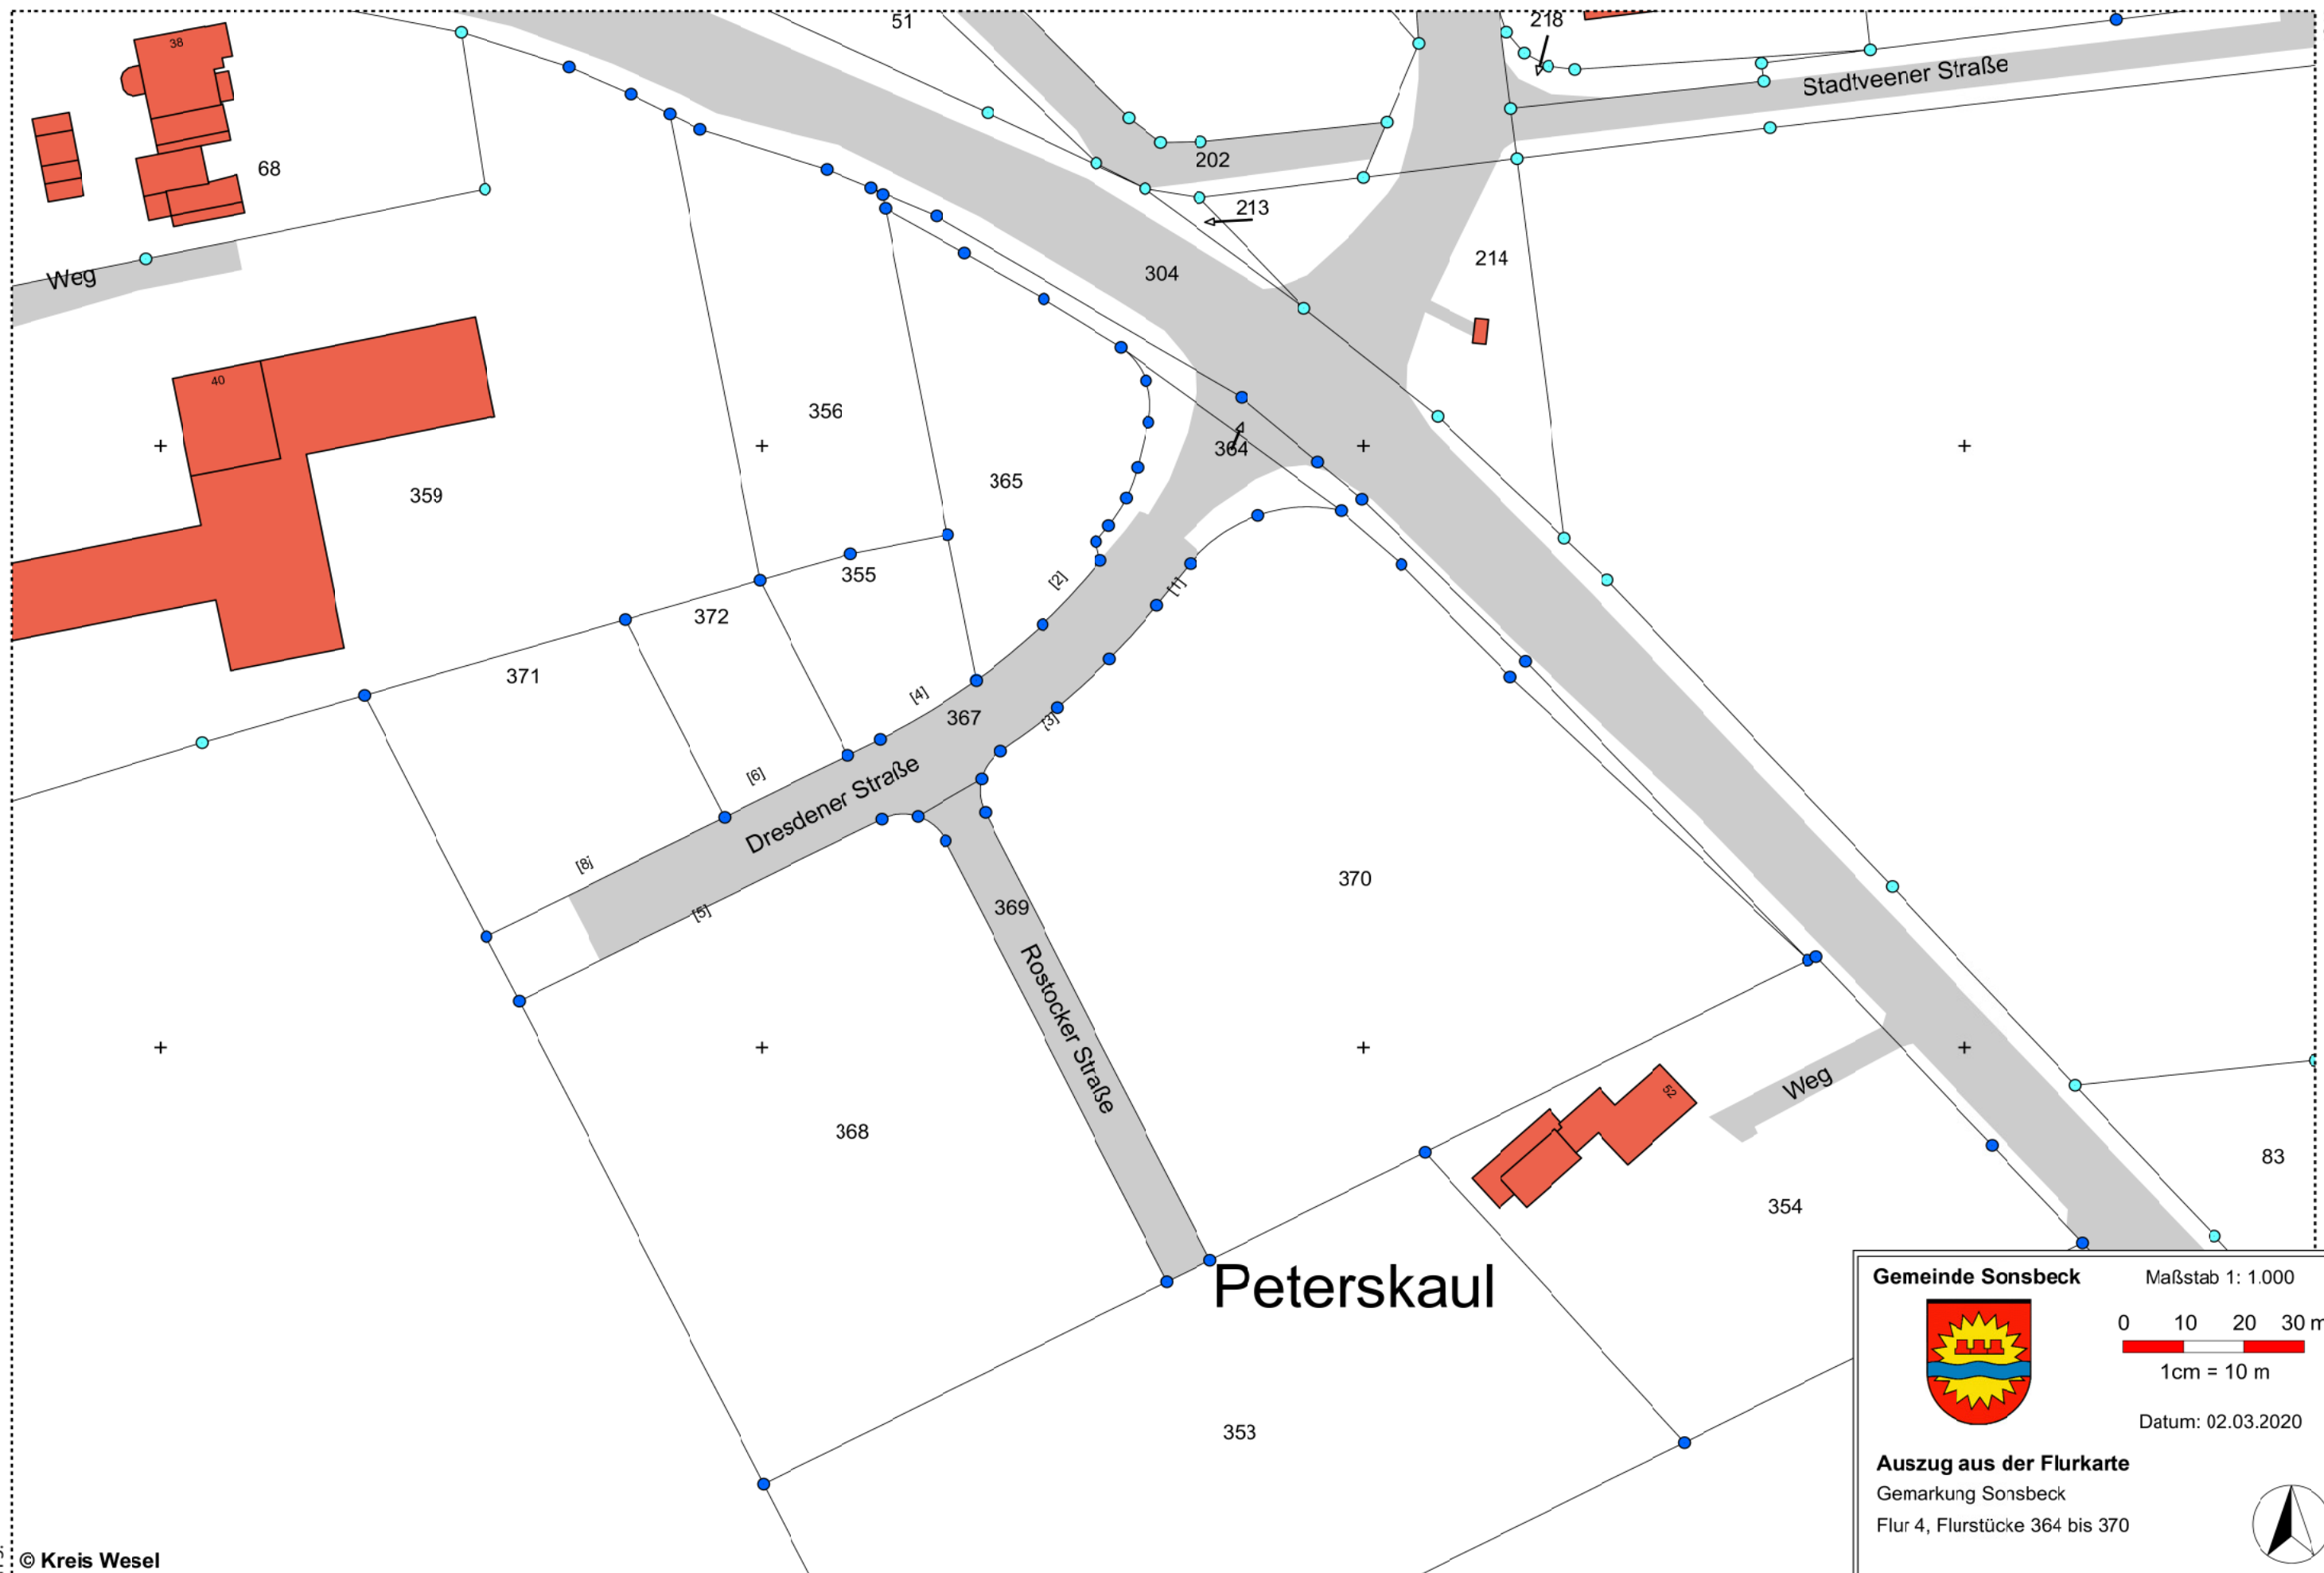 38
51
218
Stadtveener Straße
68
202
213
Weg
304
214
40
356
364
359
365
355
[2]
[1]
372
371
[4]
367
[3]
[6]
Dresdener Straße
[8]
370
[5]
369
Rostocker Straße
52
Weg
368
83
354
Peterskaul
353
Gemeinde Sonsbeck
Maßstab 1: 1.000
0 10 20 30 m
1cm = 10 m
Datum: 02.03.2020
Auszug aus der Flurkarte
Gemarkung Sonsbeck
Flur 4, Flurstücke 364 bis 370
© Kreis Wesel